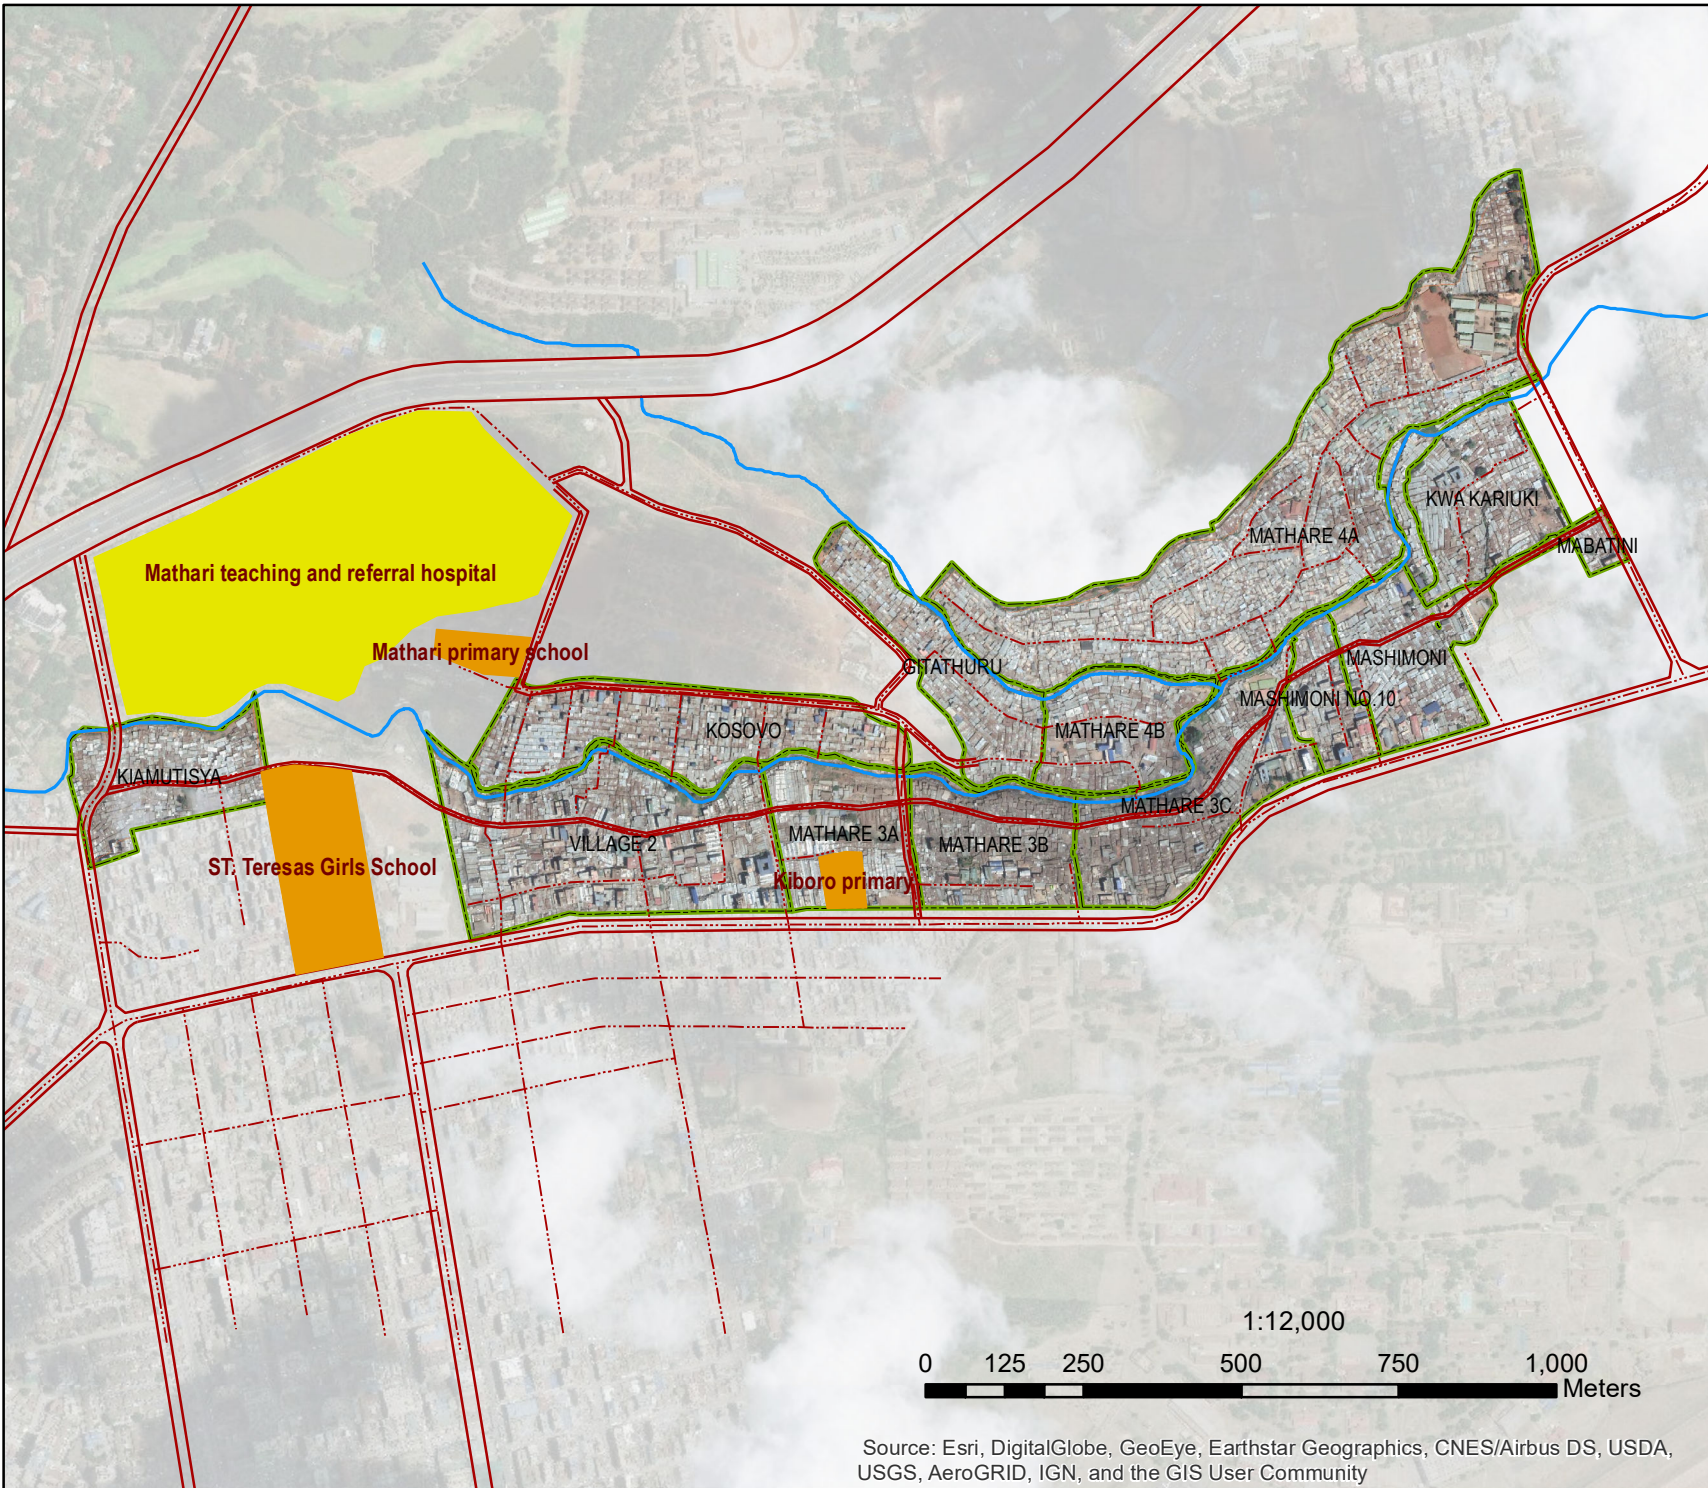 KWA KARIUKI
MATHARE 4A
MABATINI
Mathari teaching and referral hospital
Mathari primary school
GITATHURU
MASHIMONI
MASHIMONI NO.10
KOSOVO
MATHARE 4B
KIAMUTISYA
MATHARE 3C
VILLAGE 2
MATHARE 3A
MATHARE 3B
ST. Teresas Girls School
Kiboro primary
1:12,000
0 125 250 500 750 1,000
Meters
Source: Esri, DigitalGlobe, GeoEye, Earthstar Geographics, CNES/Airbus DS, USDA,
USGS, AeroGRID, IGN, and the GIS User Community